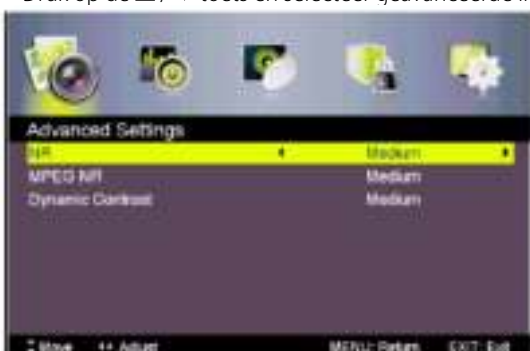 Advanced Settings
NR Medium
MPEG NR Medium
Dynamic Contrast Medium
Move Adjust MENU: Return EXIT: Exit